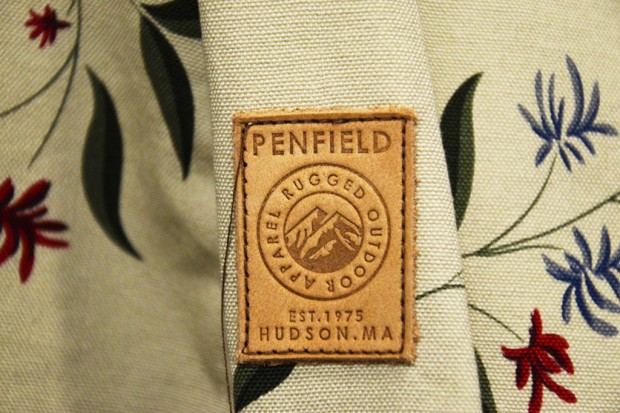 PENFIELD
RUGGED OUTDOOR APPAREL
EST.1975
HUDSON.MA